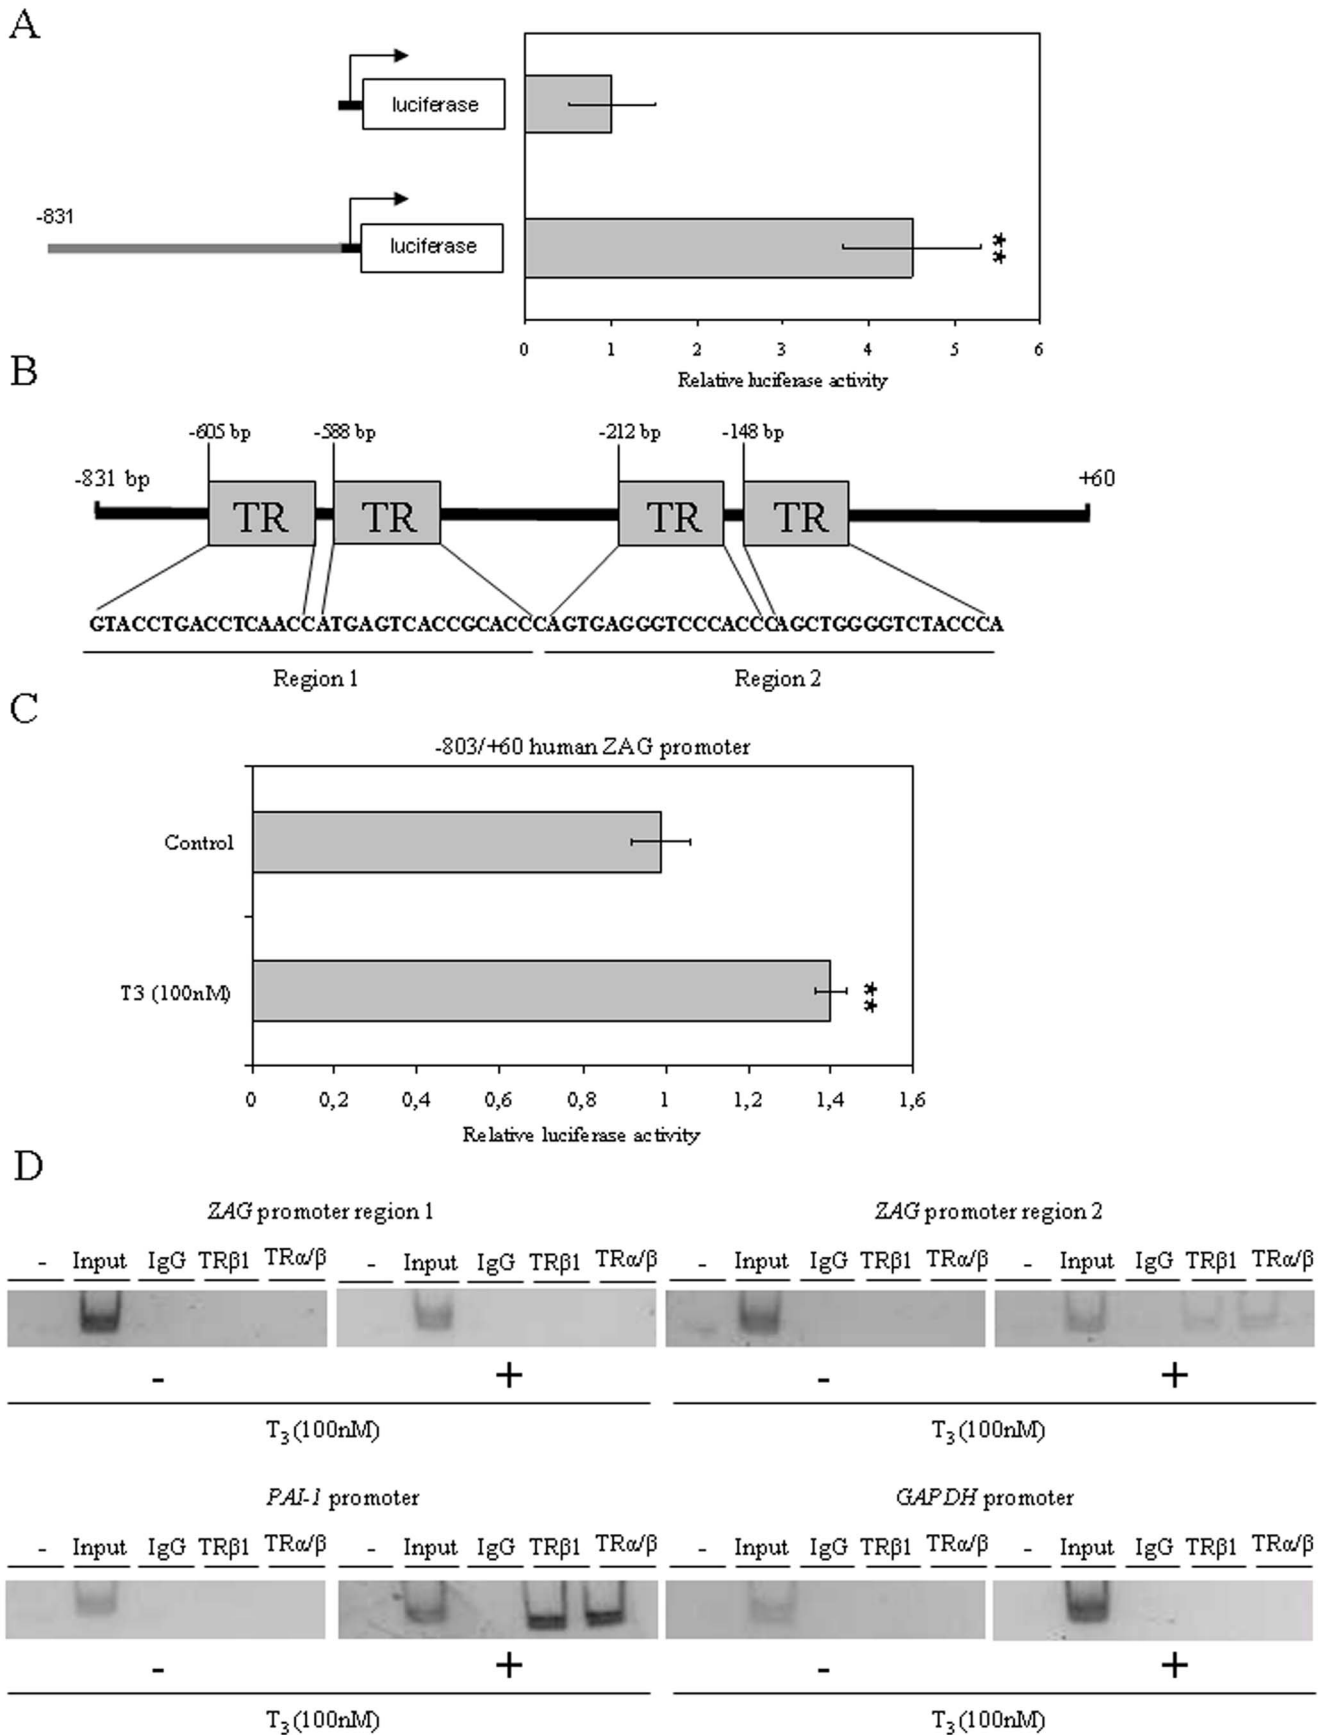 A
luciferase
-831
luciferase
**
0 1 2 3 4 5 6
Relative luciferase activity
B
-605 bp -588 bp -212 bp -148 bp
-831 bp +60
TR TR TR TR
GTACCTGACCTCAACCATGAGTCACCGCACCCAGTGAGGGTCCCACCCAGCTGGGGTCTACCCA
Region 1 Region 2
C
-803/+60 human ZAG promoter
Control
T3 (100nM) **
0 0,2 0,4 0,6 0,8 1 1,2 1,4 1,6
Relative luciferase activity
D
ZAG promoter region 1 ZAG promoter region 2
- Input IgG TRβ1 TRα/β - Input IgG TRβ1 TRα/β - Input IgG TRβ1 TRα/β - Input IgG TRβ1 TRα/β
- + - +
T3 (100nM) T3 (100nM)
PAI-1 promoter GAPDH promoter
- Input IgG TRβ1 TRα/β - Input IgG TRβ1 TRα/β - Input IgG TRβ1 TRα/β - Input IgG TRβ1 TRα/β
- + - +
T3 (100nM) T3 (100nM)